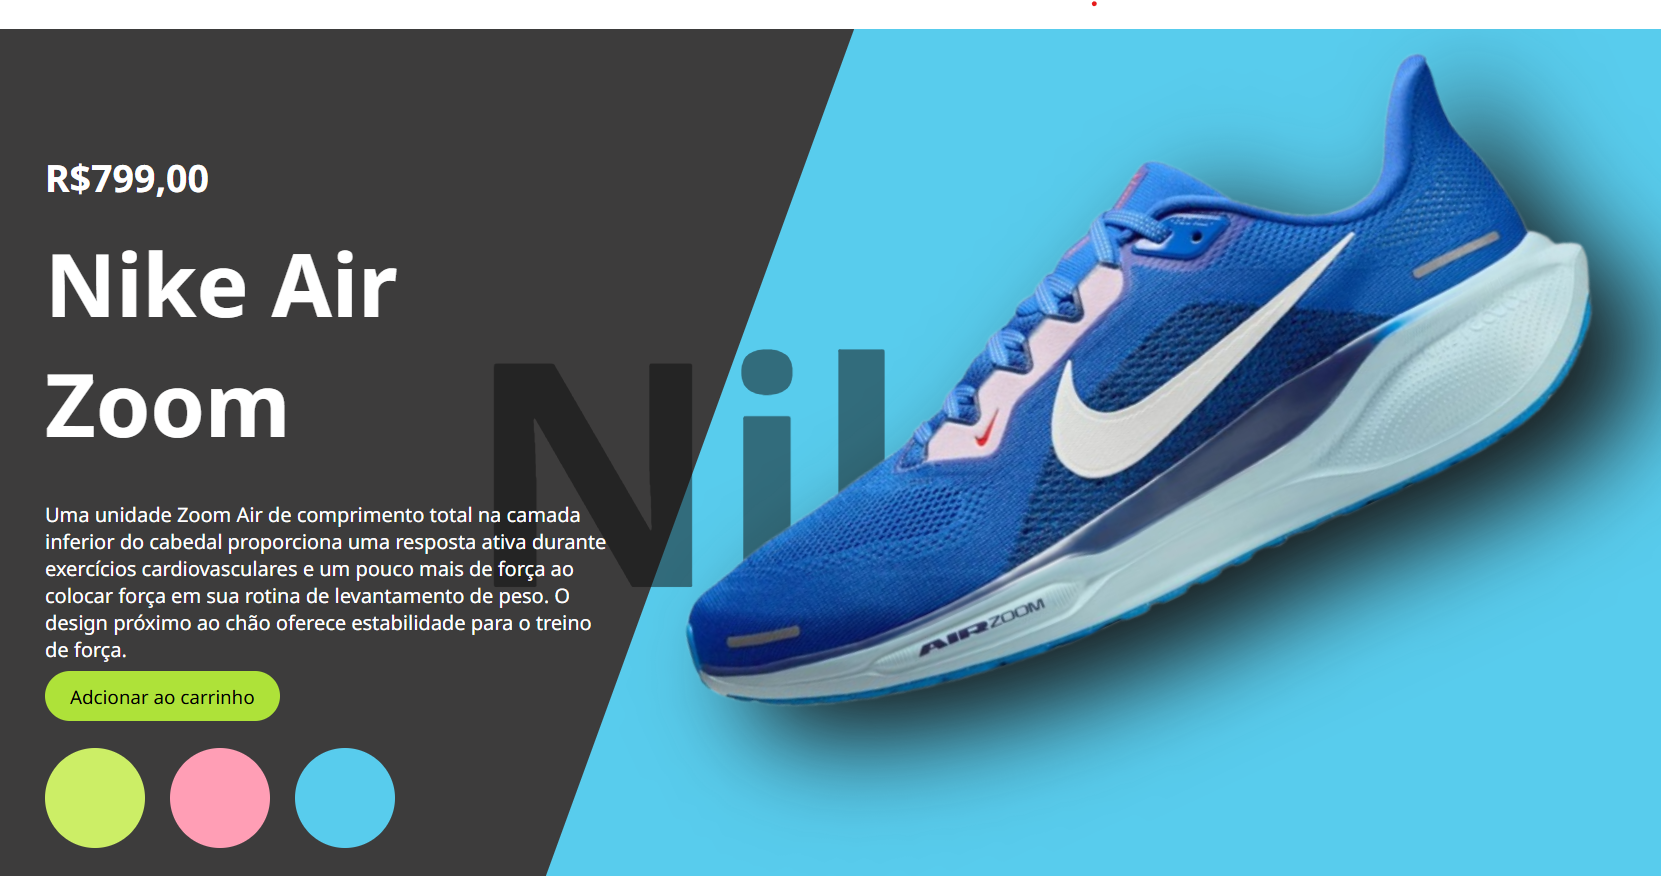 R$799,00
Nike Air
Zoom
Nik
Uma unidade Zoom Air de comprimento total na camada
inferior do cabedal proporciona uma resposta ativa durante
exercícios cardiovasculares e um pouco mais de força ao
colocar força em sua rotina de levantamento de peso. O
design próximo ao chão oferece estabilidade para o treino
de força.
AIRZOOM
Adcionar ao carrinho